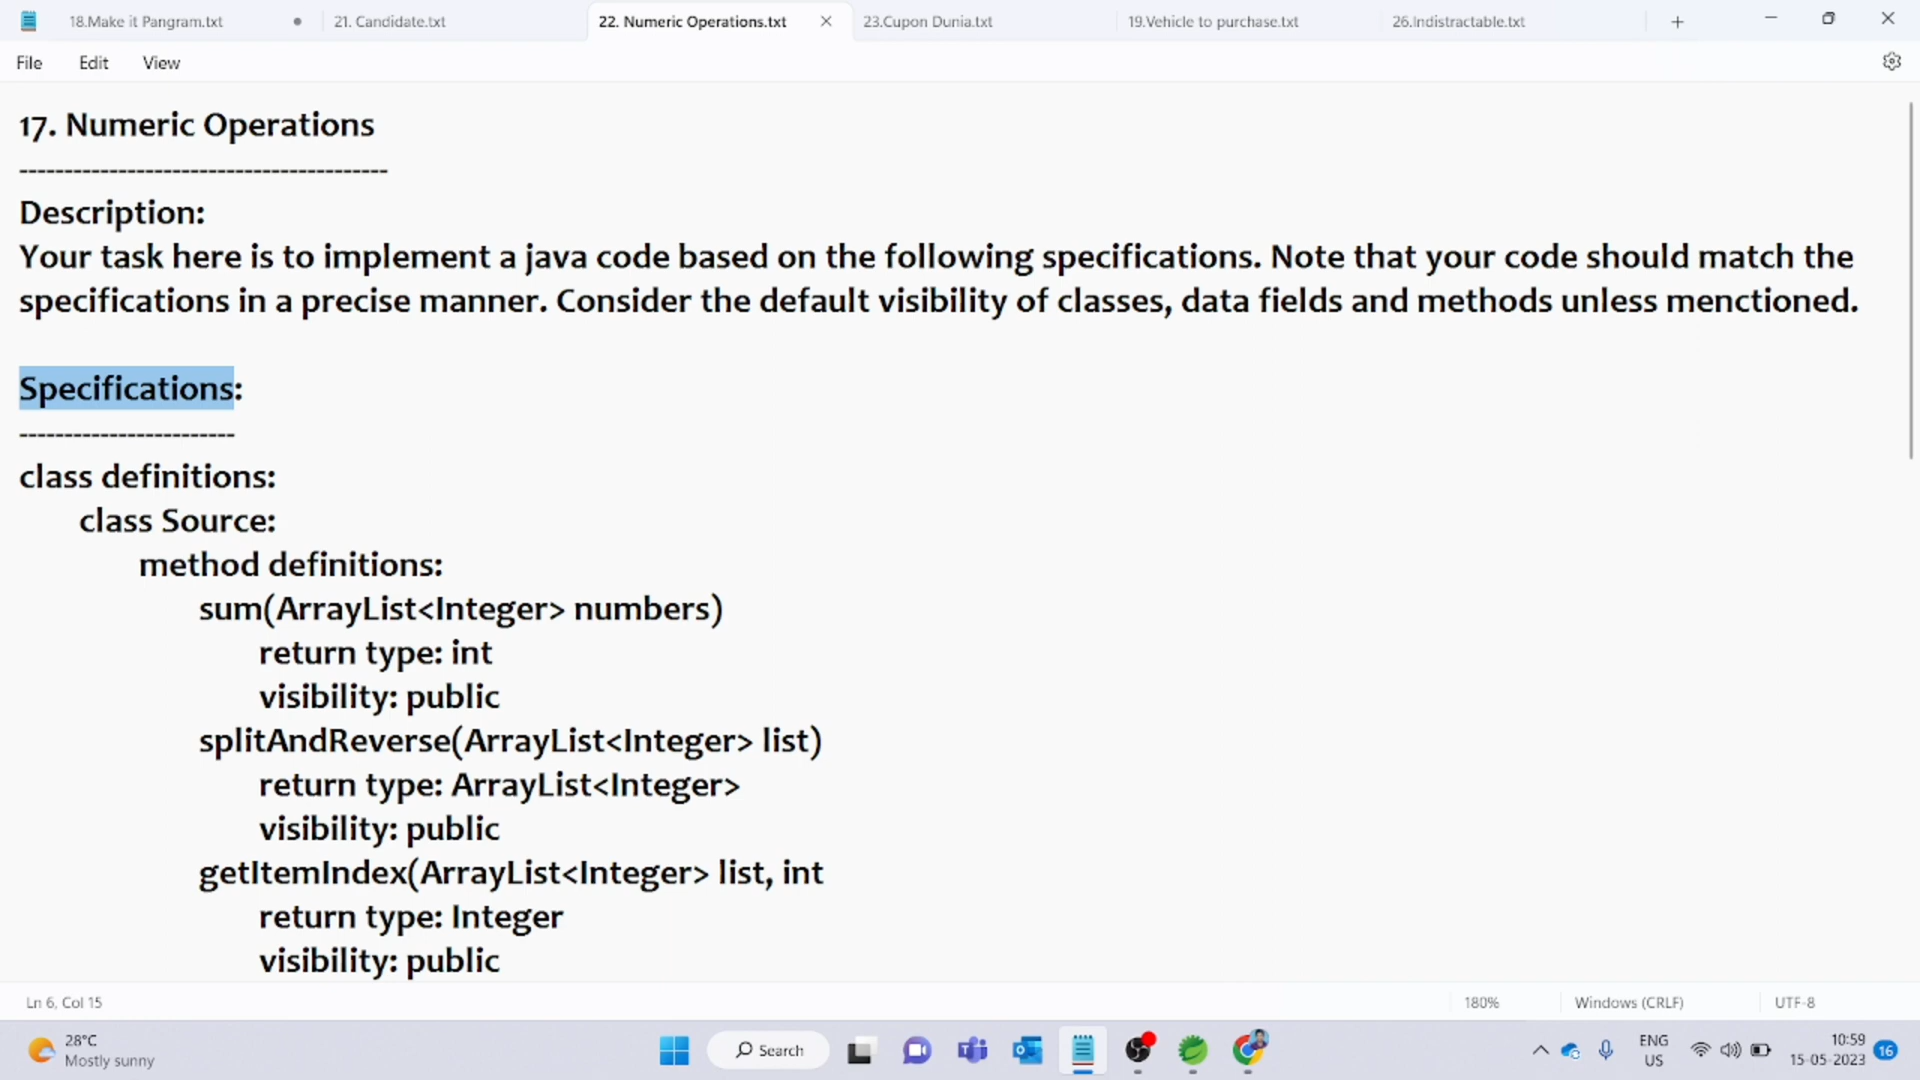 18.Make it Pangram.txt
21. Candidate.txt
22. Numeric Operations.txt
23.Cupon Dunia.txt
19.Vehicle to purchase.txt
26.Indistractable.txt
File Edit View
17. Numeric Operations
-----------------------------------------
Description:
Your task here is to implement a java code based on the following specifications. Note that your code should match the
specifications in a precise manner. Consider the default visibility of classes, data fields and methods unless menctioned.
Specifications:
------------------------
class definitions:
class Source:
method definitions:
sum(ArrayList<Integer> numbers)
return type: int
visibility: public
splitAndReverse(ArrayList<Integer> list)
return type: ArrayList<Integer>
visibility: public
getItemIndex(ArrayList<Integer> list, int
return type: Integer
visibility: public
Ln 6, Col 15
180%
Windows (CRLF)
UTF-8
28°C
Mostly sunny
Search
ENG
US
10:59
15-05-2023
16